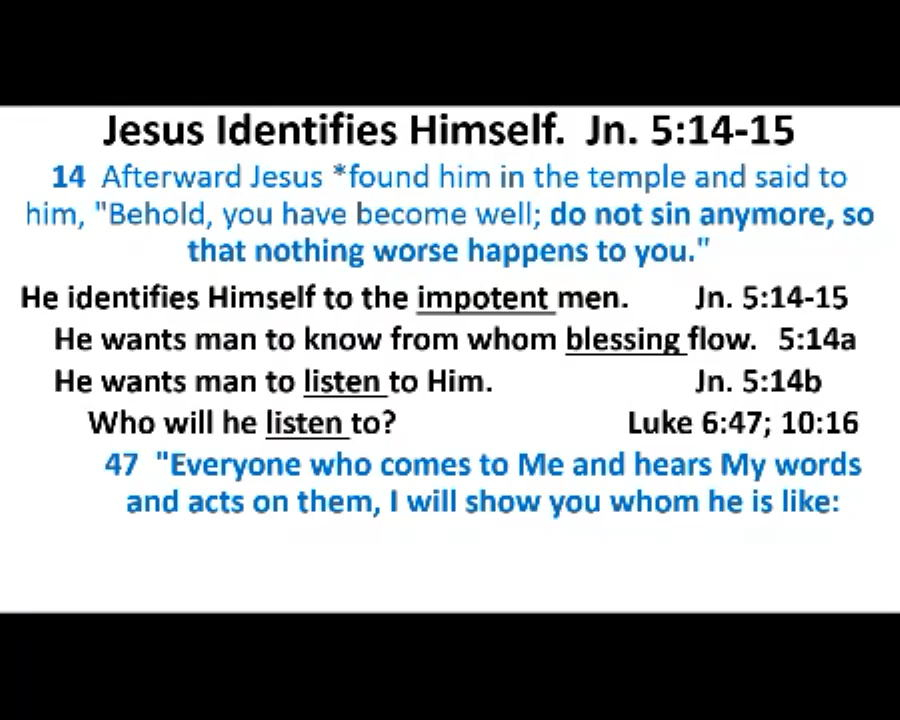 Jesus Identifies Himself. Jn. 5:14-15
14 Afterward Jesus *found him in the temple and said to
him, "Behold, you have become well; do not sin anymore, so
that nothing worse happens to you."
He identifies Himself to the impotent men. Jn. 5:14-15
He wants man to know from whom blessing flow. 5:14a
He wants man to listen to Him. Jn. 5:14b
Who will he listen to? Luke 6:47; 10:16
47 "Everyone who comes to Me and hears My words
and acts on them, I will show you whom he is like: